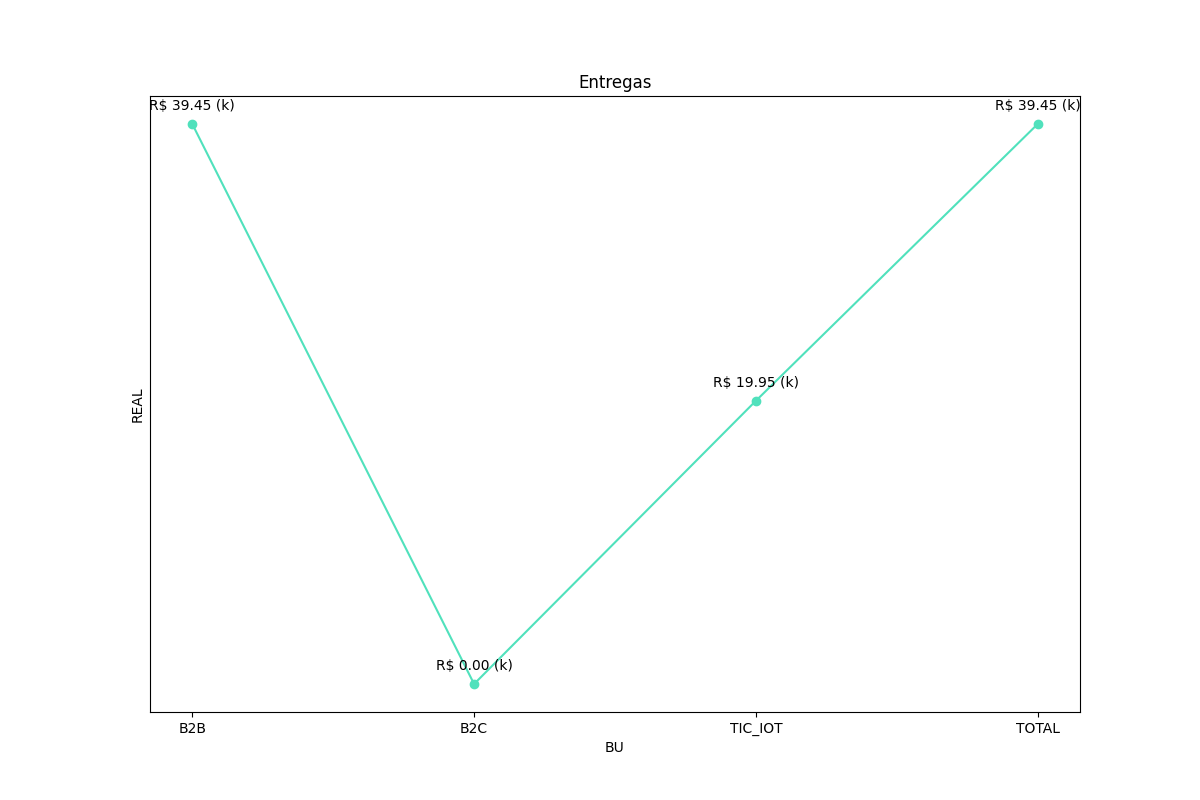 Entregas
R$ 39.45 (k)
R$ 39.45 (k)
R$ 19.95 (k)
R$ 0.00 (k)
REAL
B2B
B2C
TIC_IOT
TOTAL
BU